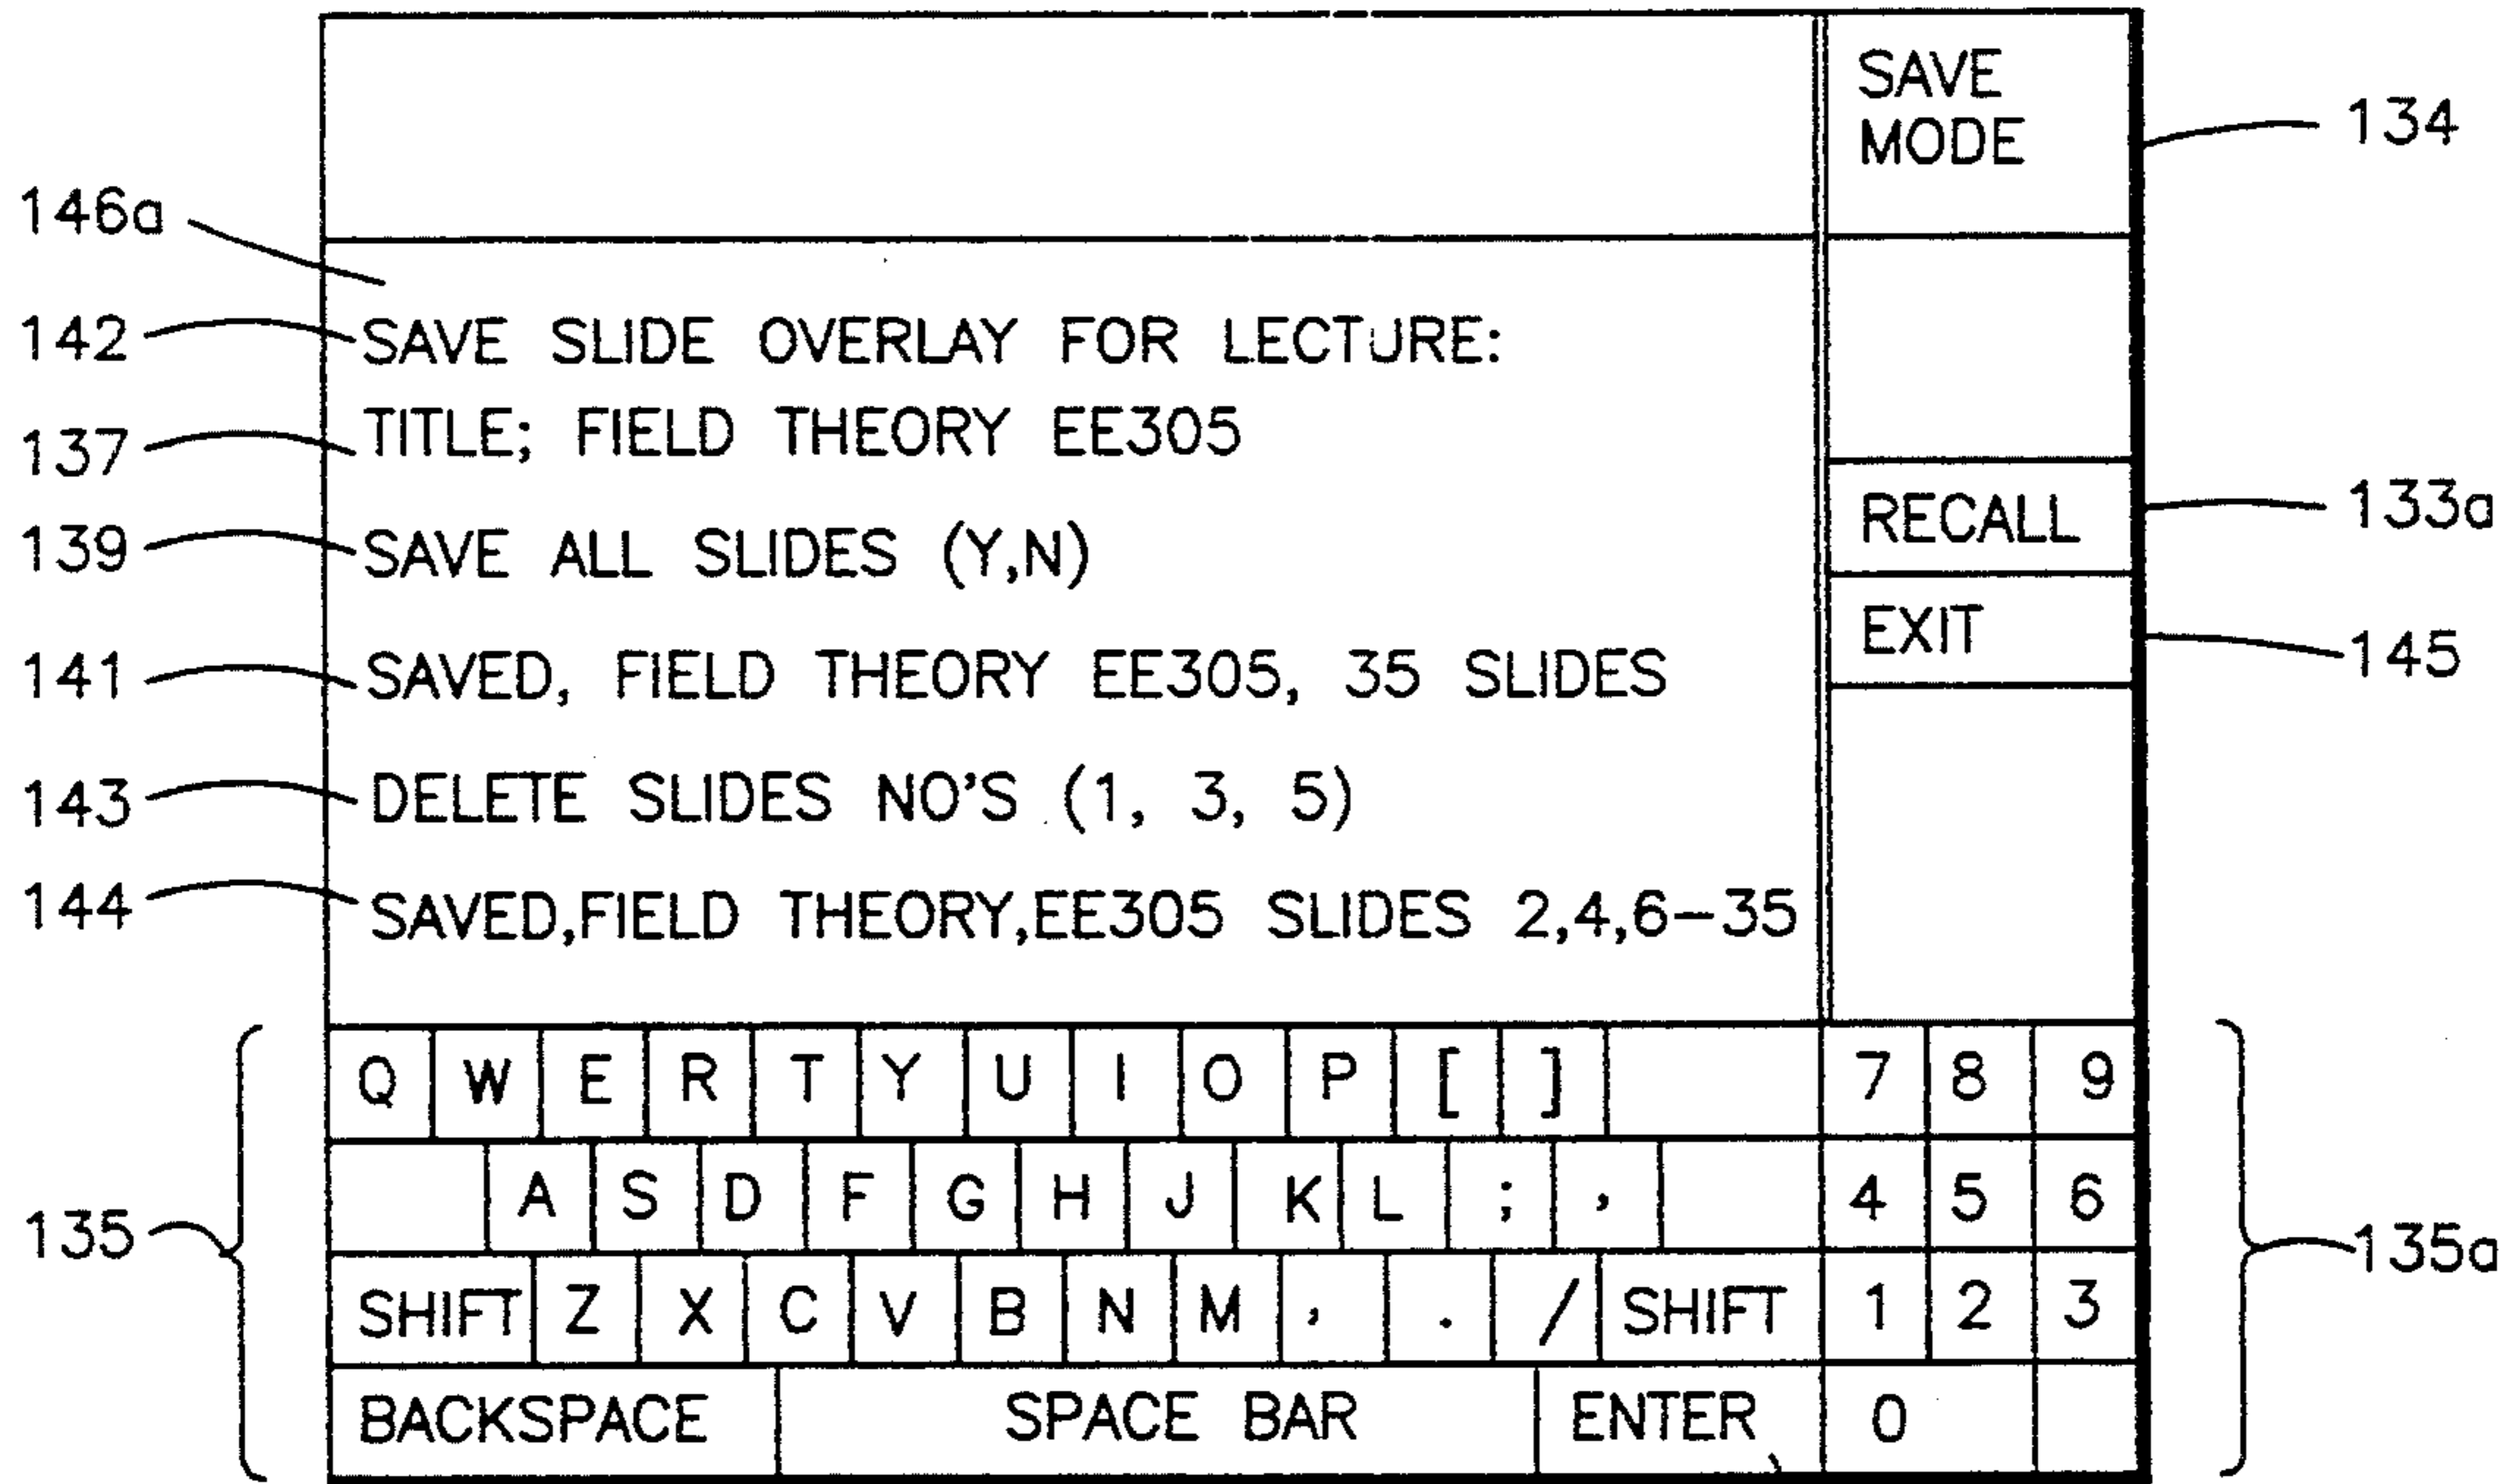 SAVE
MODE
134
146a
142 SAVE SLIDE OVERLAY FOR LECTURE:
137 TITLE; FIELD THEORY EE305
RECALL 133a
139 SAVE ALL SLIDES (Y,N)
EXIT 145
141 SAVED, FIELD THEORY EE305, 35 SLIDES
143 DELETE SLIDES NO'S (1, 3, 5)
144 SAVED,FIELD THEORY,EE305 SLIDES 2,4,6-35
Q W E R T Y U I O P [ ] 7 8 9
A S D F G H J K L ; , 4 5 6
135 135a
SHIFT Z X C V B N M , . / SHIFT 1 2 3
BACKSPACE SPACE BAR ENTER 0